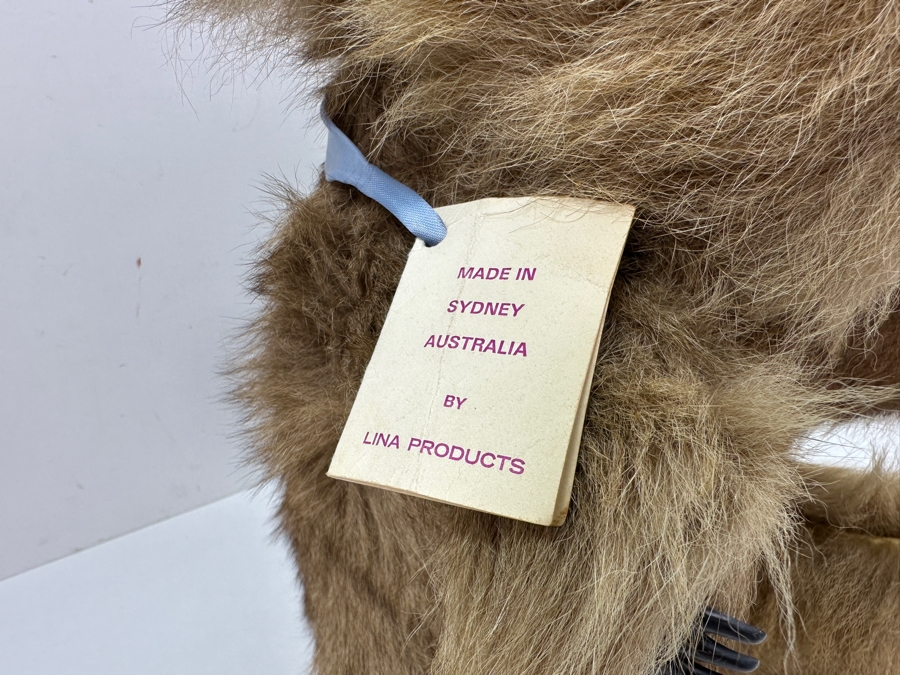 MADE IN
SYDNEY
AUSTRALIA
BY
LINA PRODUCTS